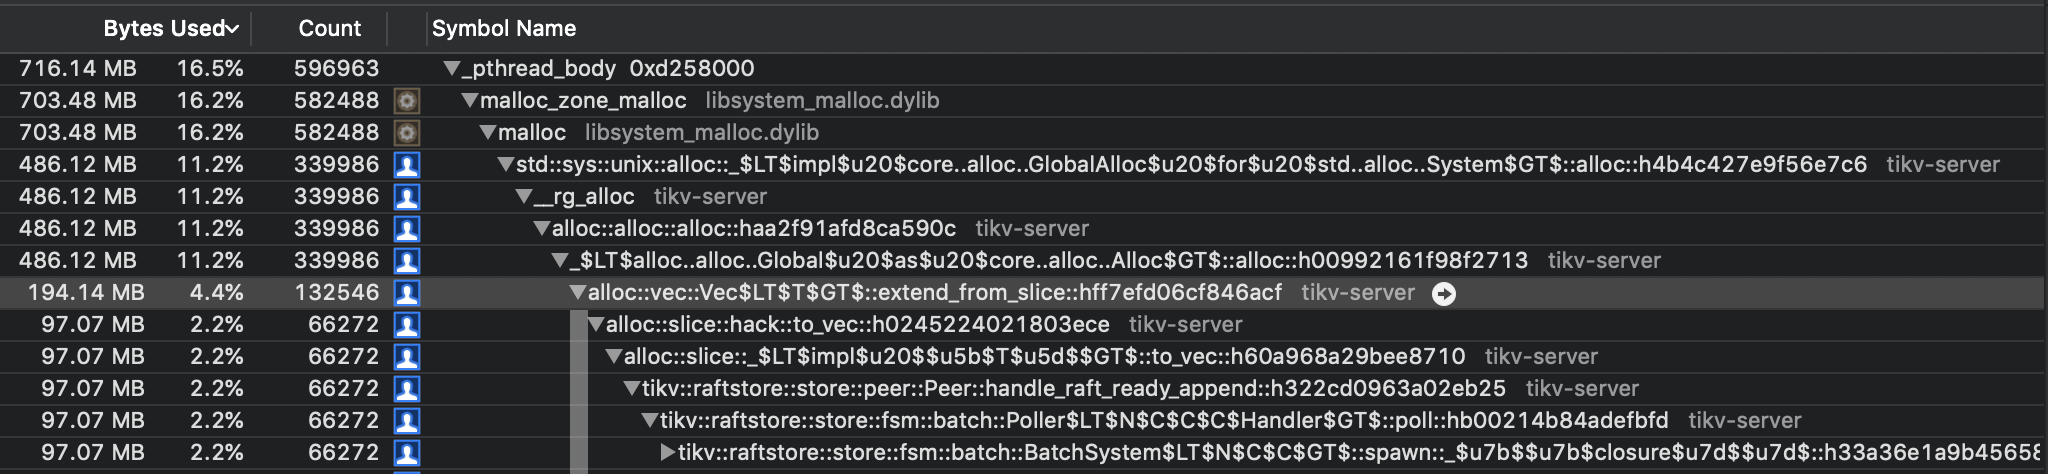 Bytes Used Count Symbol Name
716.14 MB 16.5% 596963 _pthread_body 0xd258000
703.48 MB 16.2% 582488 malloc_zone_malloc libsystem_malloc.dylib
703.48 MB 16.2% 582488 malloc libsystem_malloc.dylib
486.12 MB 11.2% 339986 std::sys::unix::alloc::_$LT$impl$u20$core..alloc..GlobalAlloc$u20$for$u20$std..alloc..System$GT$::alloc::h4b4c427e9f56e7c6 tikv-server
486.12 MB 11.2% 339986 __rg_alloc tikv-server
486.12 MB 11.2% 339986 alloc::alloc::alloc::haa2f91afd8ca590c tikv-server
486.12 MB 11.2% 339986 _$LT$alloc..alloc..Global$u20$as$u20$core..alloc..Alloc$GT$::alloc::h00992161f98f2713 tikv-server
194.14 MB 4.4% 132546 alloc::vec::Vec$LT$T$GT$::extend_from_slice::hff7efd06cf846acf tikv-server
97.07 MB 2.2% 66272 alloc::slice::hack::to_vec::h0245224021803ece tikv-server
97.07 MB 2.2% 66272 alloc::slice::_$LT$impl$u20$$u5b$T$u5d$$GT$::to_vec::h60a968a29bee8710 tikv-server
97.07 MB 2.2% 66272 tikv::raftstore::store::peer::Peer::handle_raft_ready_append::h322cd0963a02eb25 tikv-server
97.07 MB 2.2% 66272 tikv::raftstore::store::fsm::batch::Poller$LT$N$C$C$C$Handler$GT$::poll::hb00214b84adefbfd tikv-server
97.07 MB 2.2% 66272 tikv::raftstore::store::fsm::batch::BatchSystem$LT$N$C$C$GT$::spawn::_$u7b$$u7b$closure$u7d$$u7d$::h33a36e1a9b45658